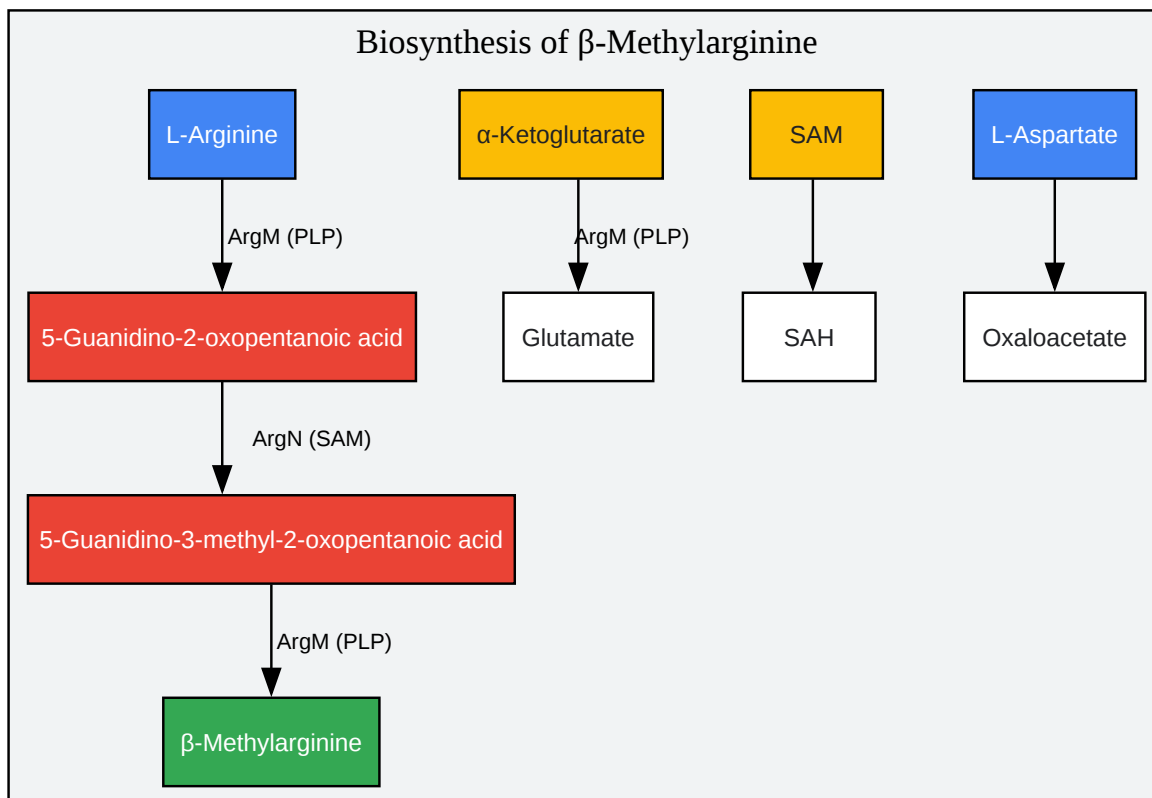 Biosynthesis of β-Methylarginine
L-Arginine
α-Ketoglutarate
SAM
L-Aspartate
ArgM (PLP)
ArgM (PLP)
5-Guanidino-2-oxopentanoic acid
Glutamate
SAH
Oxaloacetate
ArgN (SAM)
5-Guanidino-3-methyl-2-oxopentanoic acid
ArgM (PLP)
β-Methylarginine